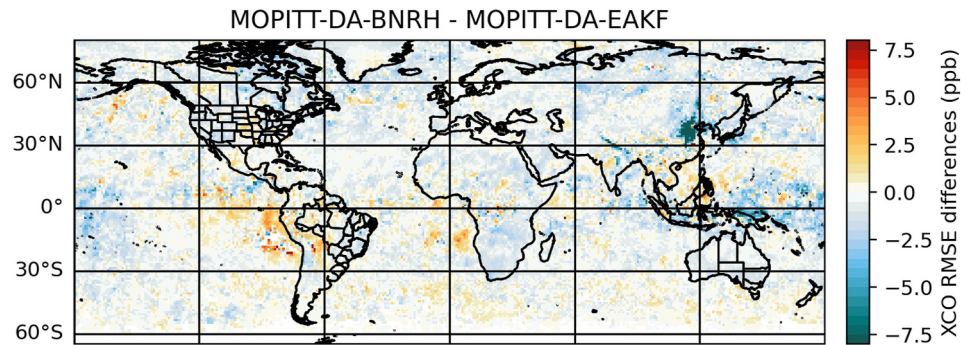 MOPITT-DA-BNRH - MOPITT-DA-EAKF
60°N
30°N
0°
30°S
60°S
7.5
5.0
2.5
0.0
−2.5
−5.0
−7.5
XCO RMSE differences (ppb)